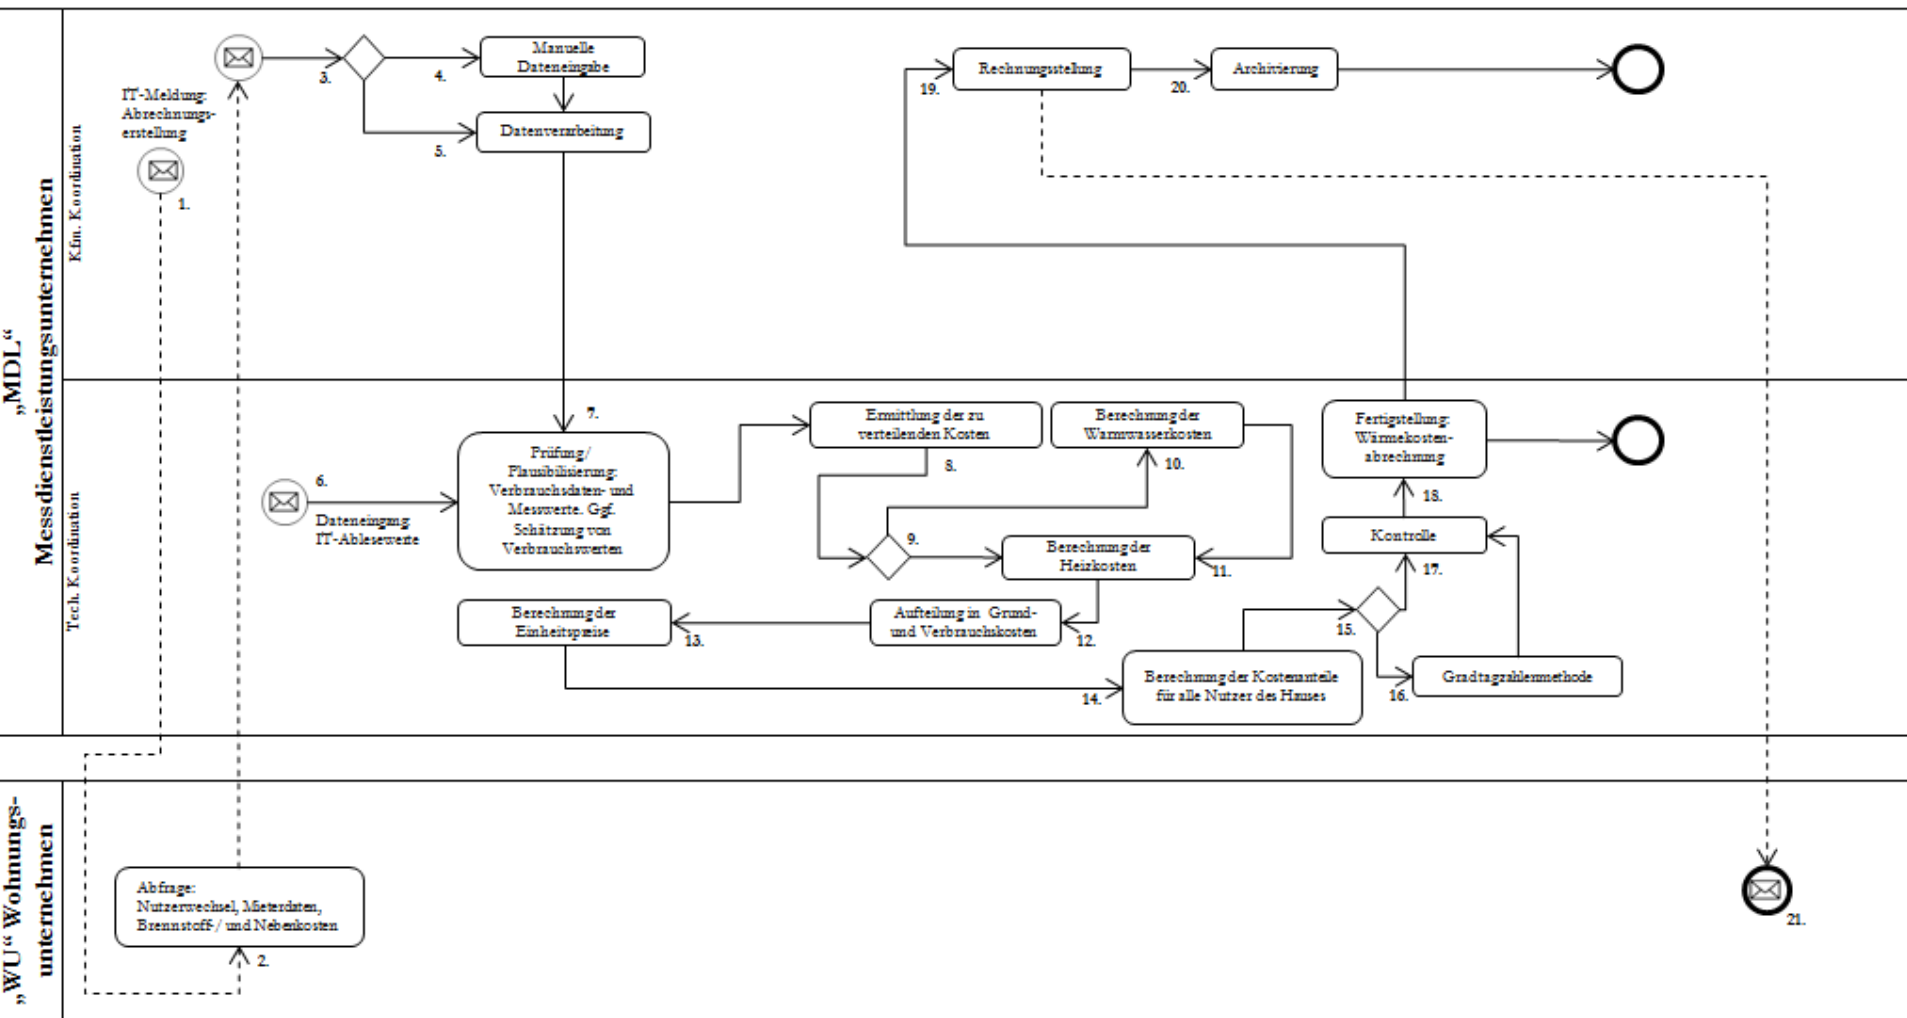 „MDL“
Messdienstleistungsunternehmen
Kfm. Koordination
IT-Meldung:
Abrechnungs-
erstellung
1.
3.
4.
Manuelle
Dateneingabe
5.
Datenverarbeitung
19.
Rechnungsstellung
20.
Archivierung
Tech. Koordination
6.
Dateneingang
IT-Ablesewerte
7.
Prüfung/
Plausibilisierung:
Verbrauchsdaten- und
Messwerte. Ggf.
Schätzung von
Verbrauchswerten
Ermittlung der zu
verteilenden Kosten
8.
9.
Berechnung der
Warmwasserkosten
10.
Berechnung der
Heizkosten
11.
Aufteilung in Grund-
und Verbrauchskosten
12.
Berechnung der
Einheitspreise
13.
14.
Berechnung der Kostenanteile
für alle Nutzer des Hauses
15.
16.
Gradtagzahlenmethode
17.
Kontrolle
18.
Fertigstellung:
Wärmekosten-
abrechnung
„WU“ Wohnungs-
unternehmen
Abfrage:
Nutzerwechsel, Mieterdaten,
Brennstoff-/ und Nebenkosten
2.
21.